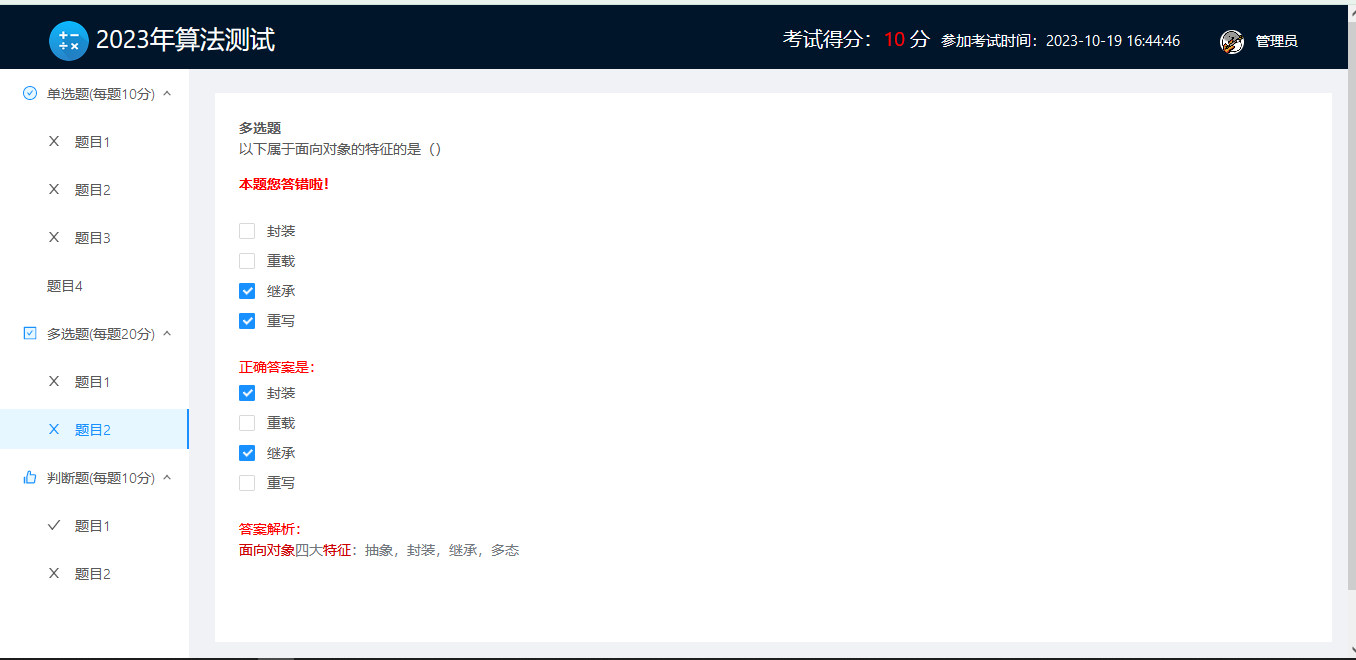 2023年算法测试
考试得分：10 分 参加考试时间：2023-10-19 16:44:46 管理员
单选题(每题10分)
题目1
题目2
题目3
题目4
多选题(每题20分)
题目1
题目2
判断题(每题10分)
题目1
题目2
多选题
以下属于面向对象的特征的是（）
本题您答错啦！
封装
重载
继承
重写
正确答案是：
封装
重载
继承
重写
答案解析：
面向对象四大特征：抽象，封装，继承，多态